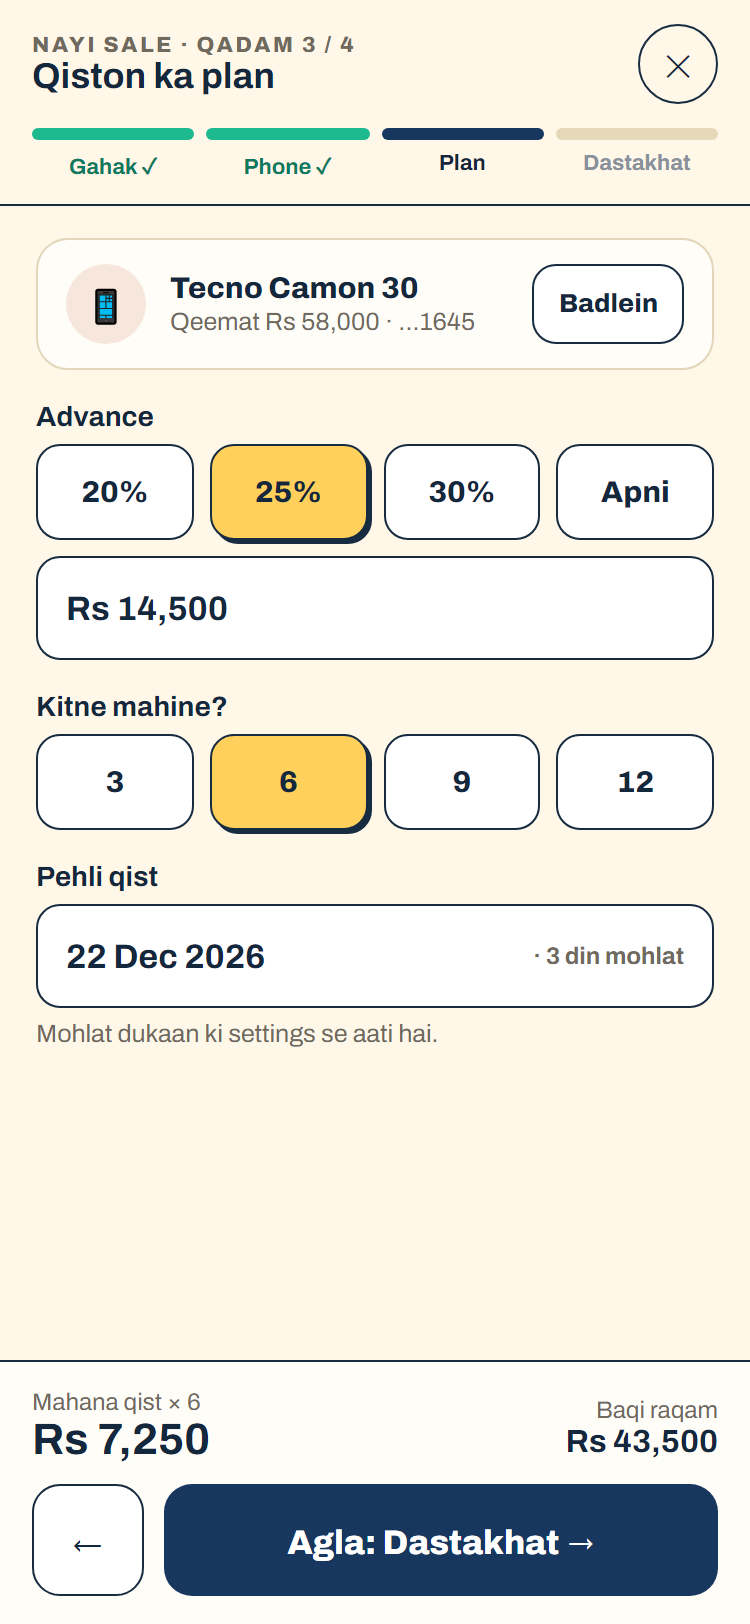 NAYI SALE · QADAM 3 / 4
Qiston ka plan
Gahak ✓
Phone ✓
Plan
Dastakhat
Tecno Camon 30
Qeemat Rs 58,000 · ...1645
Badlein
Advance
20%
25%
30%
Apni
Rs 14,500
Kitne mahine?
3
6
9
12
Pehli qist
22 Dec 2026
· 3 din mohlat
Mohlat dukaan ki settings se aati hai.
Mahana qist × 6
Rs 7,250
Baqi raqam
Rs 43,500
←
Agla: Dastakhat →